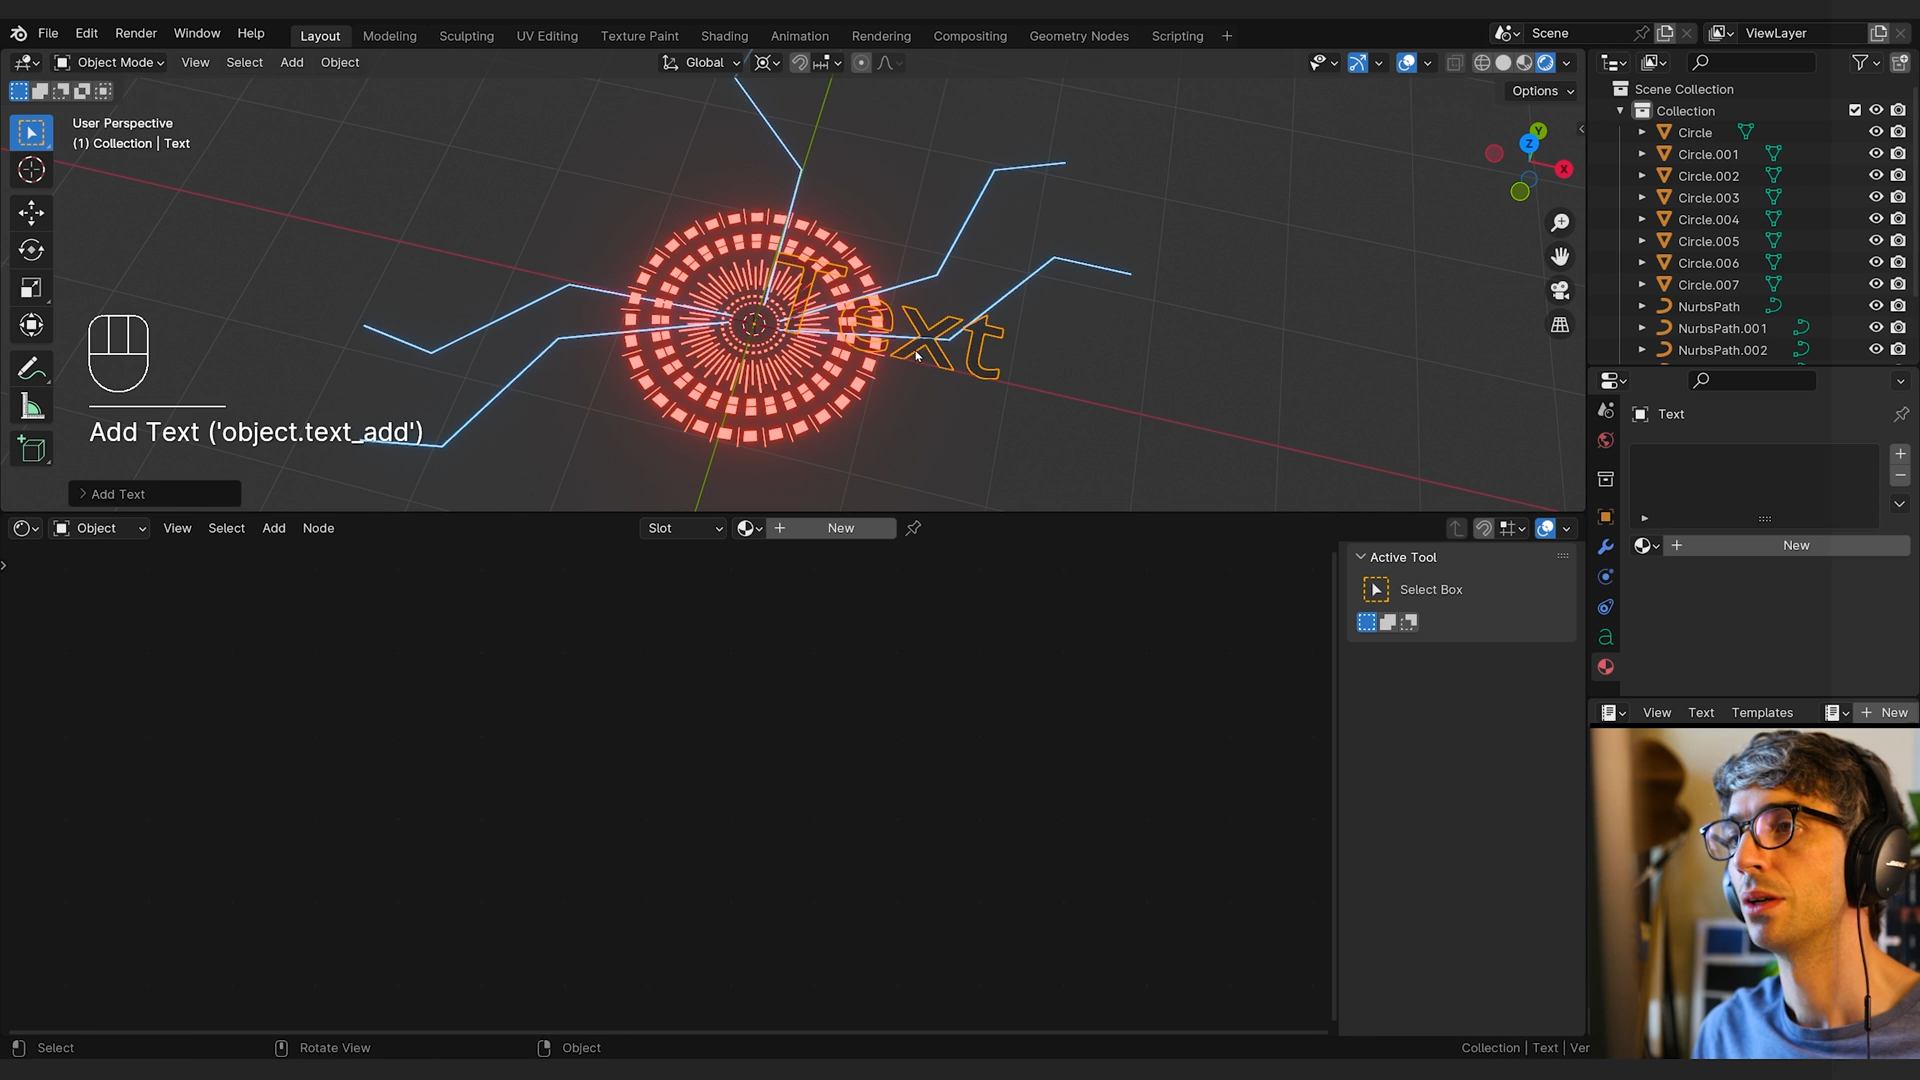 File Edit Render Window Help Layout Modeling Sculpting UV Editing Texture Paint Shading Animation Rendering Compositing Geometry Nodes Scripting + Scene ViewLayer
Object Mode View Select Add Object Global
Options
User Perspective
(1) Collection | Text
Y
Z
X
Text
Add Text ('object.text_add')
Add Text
Scene Collection
Collection
Circle
Circle.001
Circle.002
Circle.003
Circle.004
Circle.005
Circle.006
Circle.007
NurbsPath
NurbsPath.001
NurbsPath.002
Text
New
Object View Select Add Node Slot New
Active Tool
Select Box
View Text Templates New
Select Rotate View Object Collection | Text | Ver